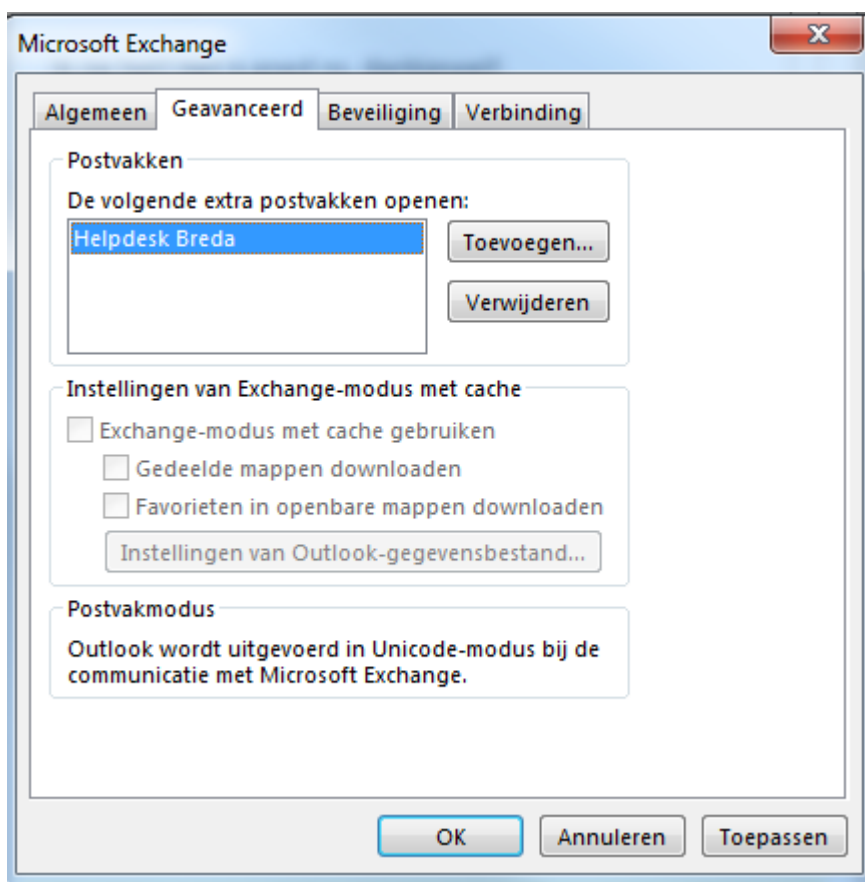 Microsoft Exchange
Algemeen Geavanceerd Beveiliging Verbinding
Postvakken
De volgende extra postvakken openen:
Helpdesk Breda
Toevoegen...
Verwijderen
Instellingen van Exchange-modus met cache
Exchange-modus met cache gebruiken
Gedeelde mappen downloaden
Favorieten in openbare mappen downloaden
Instellingen van Outlook-gegevensbestand...
Postvakmodus
Outlook wordt uitgevoerd in Unicode-modus bij de
communicatie met Microsoft Exchange.
OK Annuleren Toepassen